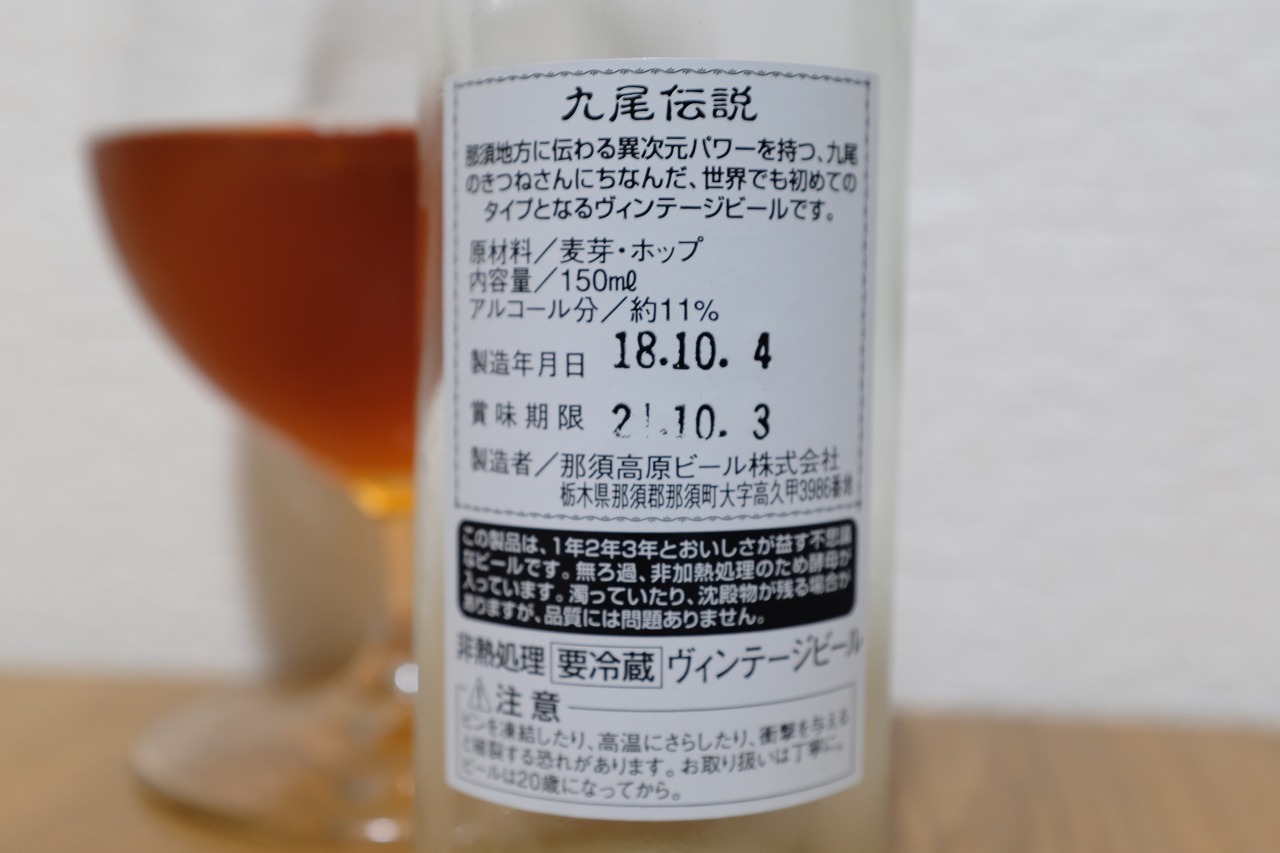 九尾伝説
那須地方に伝わる異次元パワーを持つ、九尾
のきつねさんにちなんだ、世界でも初めての
タイプとなるヴィンテージビールです。
原材料/麦芽・ホップ
内容量/150mℓ
アルコール分/約11%
製造年月日 18.10. 4
賞味期限 21.10. 3
製造者/那須高原ビール株式会社
栃木県那須郡那須町大字高久甲3986番地
この製品は、1年2年3年とおいしさが益す不思議
なビールです。無ろ過、非加熱処理のため酵母が
入っています。濁っていたり、沈殿物が残る場合が
ありますが、品質には問題ありません。
非熱処理 要冷蔵 ヴィンテージビール
⚠注意
ビンを凍結したり、高温にさらしたり、衝撃を与える
と破裂する恐れがあります。お取り扱いは丁寧に。
ビールは20歳になってから。